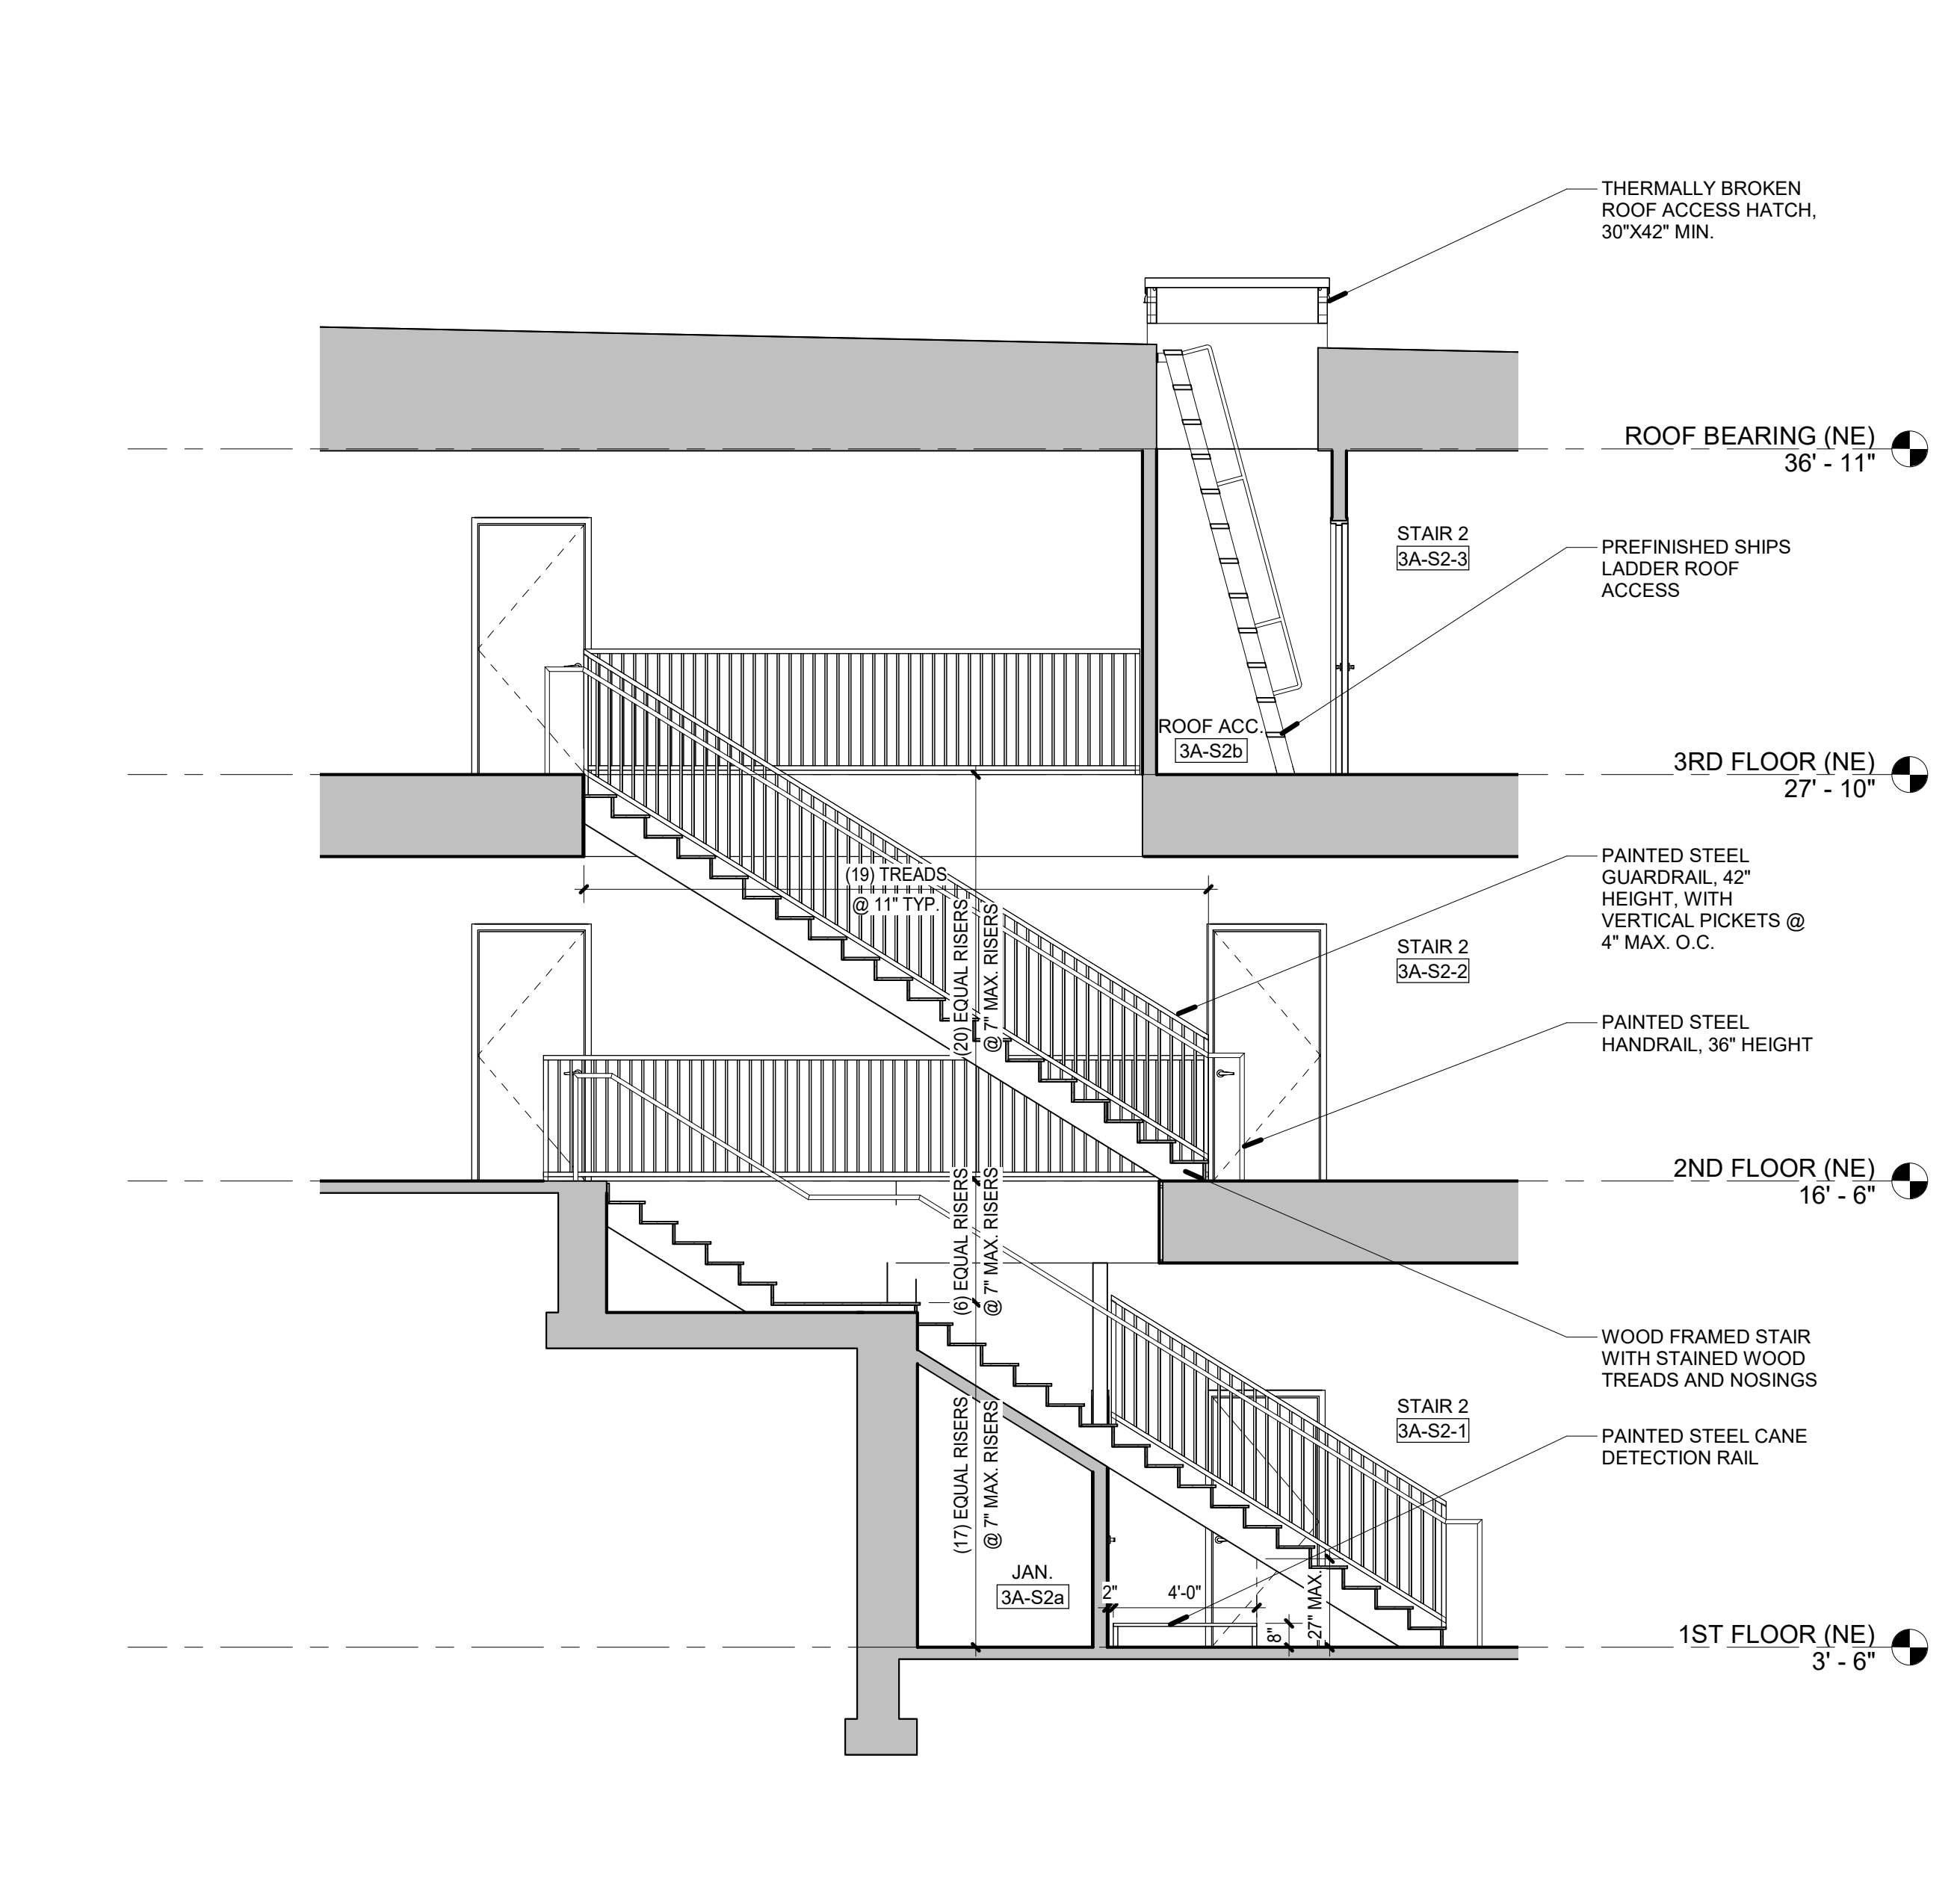 THERMALLY BROKEN
ROOF ACCESS HATCH,
30"X42" MIN.
ROOF BEARING (NE)
36' - 11"
STAIR 2
3A-S2-3
PREFINISHED SHIPS
LADDER ROOF
ACCESS
ROOF ACC.
3A-S2b
3RD FLOOR (NE)
27' - 10"
(19) TREADS
@ 11" TYP.
(20) EQUAL RISERS
@ 7" MAX. RISERS
PAINTED STEEL
GUARDRAIL, 42"
HEIGHT, WITH
VERTICAL PICKETS @
4" MAX. O.C.
STAIR 2
3A-S2-2
PAINTED STEEL
HANDRAIL, 36" HEIGHT
2ND FLOOR (NE)
16' - 6"
(6) EQUAL RISERS
@ 7" MAX. RISERS
WOOD FRAMED STAIR
WITH STAINED WOOD
TREADS AND NOSINGS
STAIR 2
3A-S2-1
PAINTED STEEL CANE
DETECTION RAIL
(17) EQUAL RISERS
@ 7" MAX. RISERS
JAN.
3A-S2a
2"
4'-0"
8"
27" MAX.
1ST FLOOR (NE)
3' - 6"